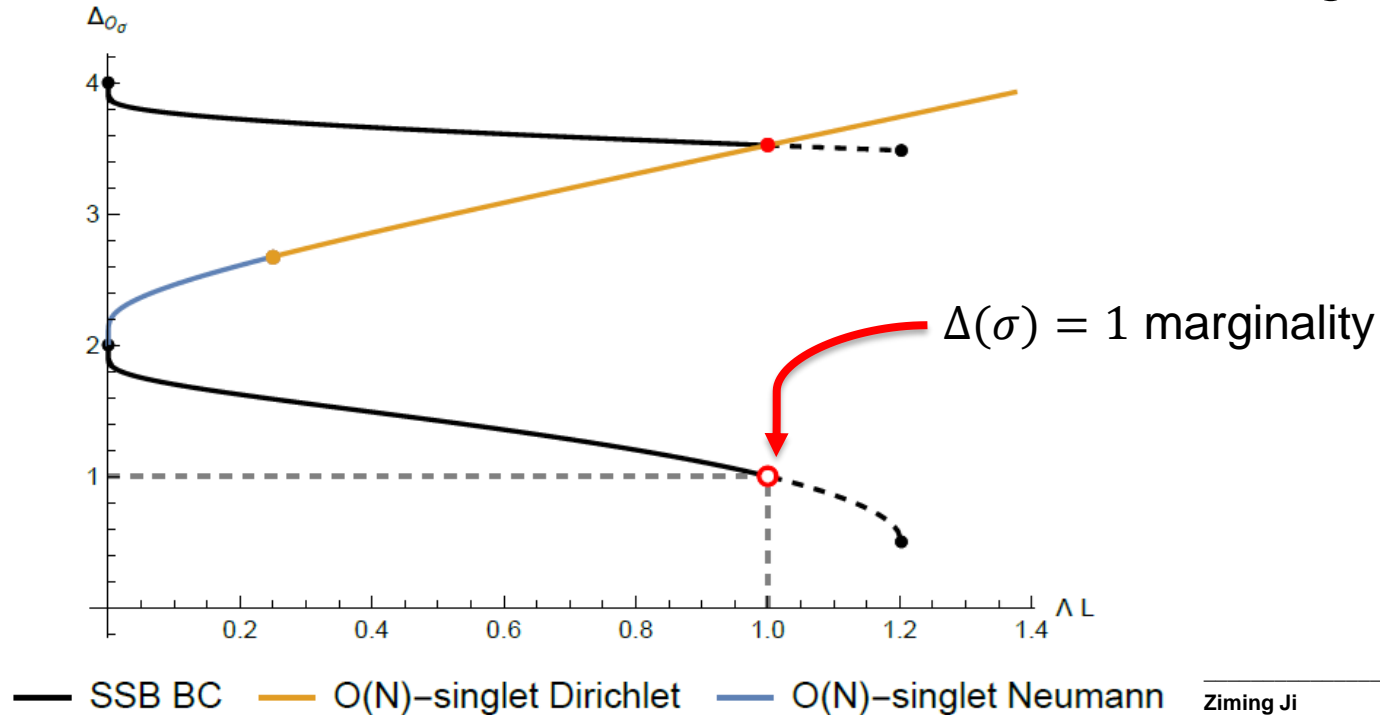 Δ_{O_σ}
4
3
Δ(σ) = 1 marginality
2
1
0.2 0.4 0.6 0.8 1.0 1.2 1.4 Λ L
SSB BC O(N)−singlet Dirichlet O(N)−singlet Neumann
Ziming Ji